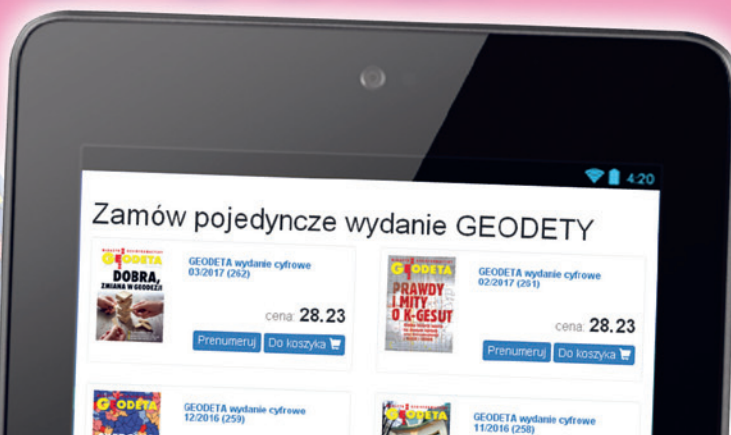 4:20
Zamów pojedyncze wydanie GEODETY
GEODETA
DOBRA,
ZMIANA W GEODEZJI
GEODETA wydanie cyfrowe
03/2017 (262)
cena: 28.23
Prenumeruj Do koszyka
GEODETA
PRAWDY
I MITY
O K-GESUT
GEODETA wydanie cyfrowe
02/2017 (261)
cena: 28.23
Prenumeruj Do koszyka
GEODETA
GEODETA wydanie cyfrowe
12/2016 (259)
GEODETA
GEODETA wydanie cyfrowe
11/2016 (258)